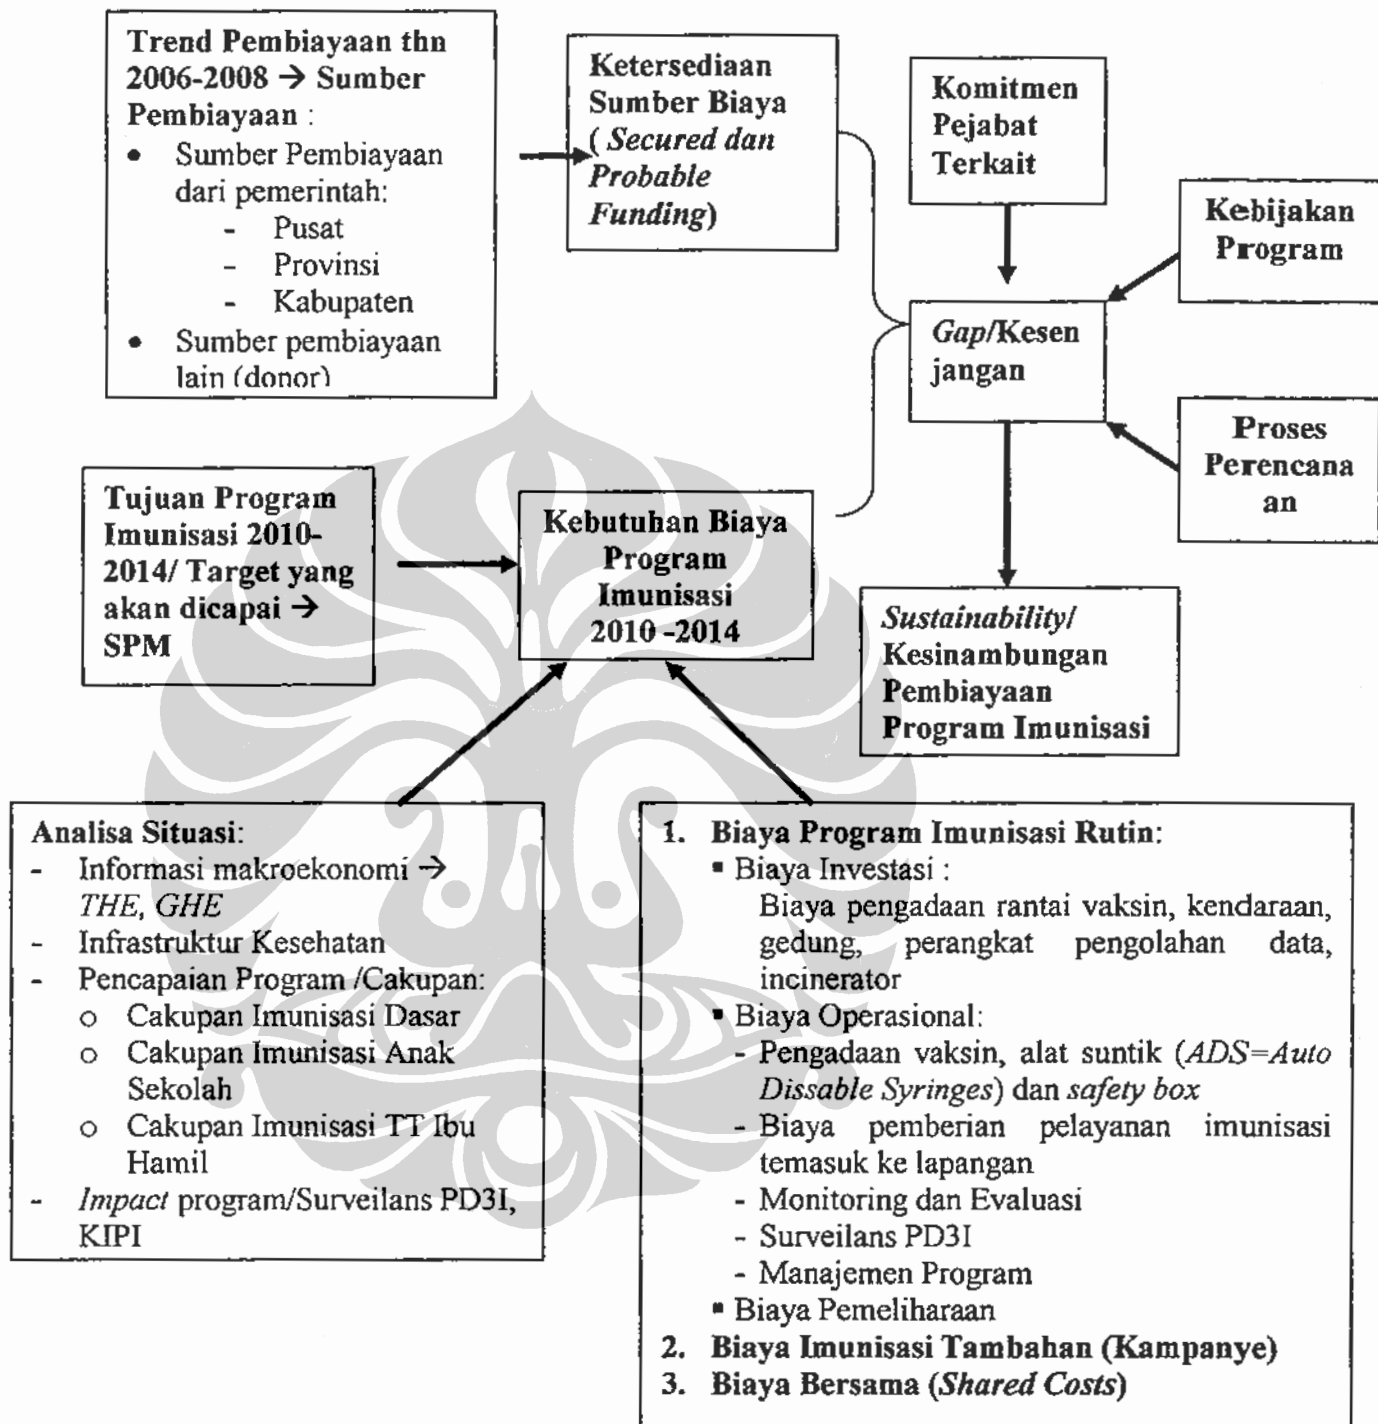 Trend Pembiayaan thn
2006-2008 → Sumber
Pembiayaan :
• Sumber Pembiayaan
dari pemerintah:
- Pusat
- Provinsi
- Kabupaten
• Sumber pembiayaan
lain (donor)
Ketersediaan
Sumber Biaya
( Secured dan
Probable
Funding)
Komitmen
Pejabat
Terkait
Kebijakan
Program
Gap/Kesen
jangan
Proses
Perencana
an
Tujuan Program
Imunisasi 2010-
2014/ Target yang
akan dicapai →
SPM
Kebutuhan Biaya
Program
Imunisasi
2010 -2014
Sustainability/
Kesinambungan
Pembiayaan
Program Imunisasi
Analisa Situasi:
- Informasi makroekonomi →
THE, GHE
- Infrastruktur Kesehatan
- Pencapaian Program /Cakupan:
o Cakupan Imunisasi Dasar
o Cakupan Imunisasi Anak
Sekolah
o Cakupan Imunisasi TT Ibu
Hamil
- Impact program/Surveilans PD3I,
KIPI
1. Biaya Program Imunisasi Rutin:
▪ Biaya Investasi :
Biaya pengadaan rantai vaksin, kendaraan,
gedung, perangkat pengolahan data,
incinerator
▪ Biaya Operasional:
- Pengadaan vaksin, alat suntik (ADS=Auto
Dissable Syringes) dan safety box
- Biaya pemberian pelayanan imunisasi
temasuk ke lapangan
- Monitoring dan Evaluasi
- Surveilans PD3I
- Manajemen Program
▪ Biaya Pemeliharaan
2. Biaya Imunisasi Tambahan (Kampanye)
3. Biaya Bersama (Shared Costs)